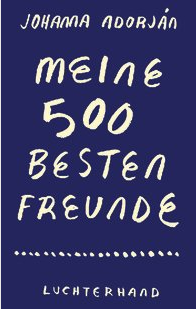 JOHANNA ADORJÁN
MEINE
500
BESTEN
FREUNDE
LUCHTERHAND